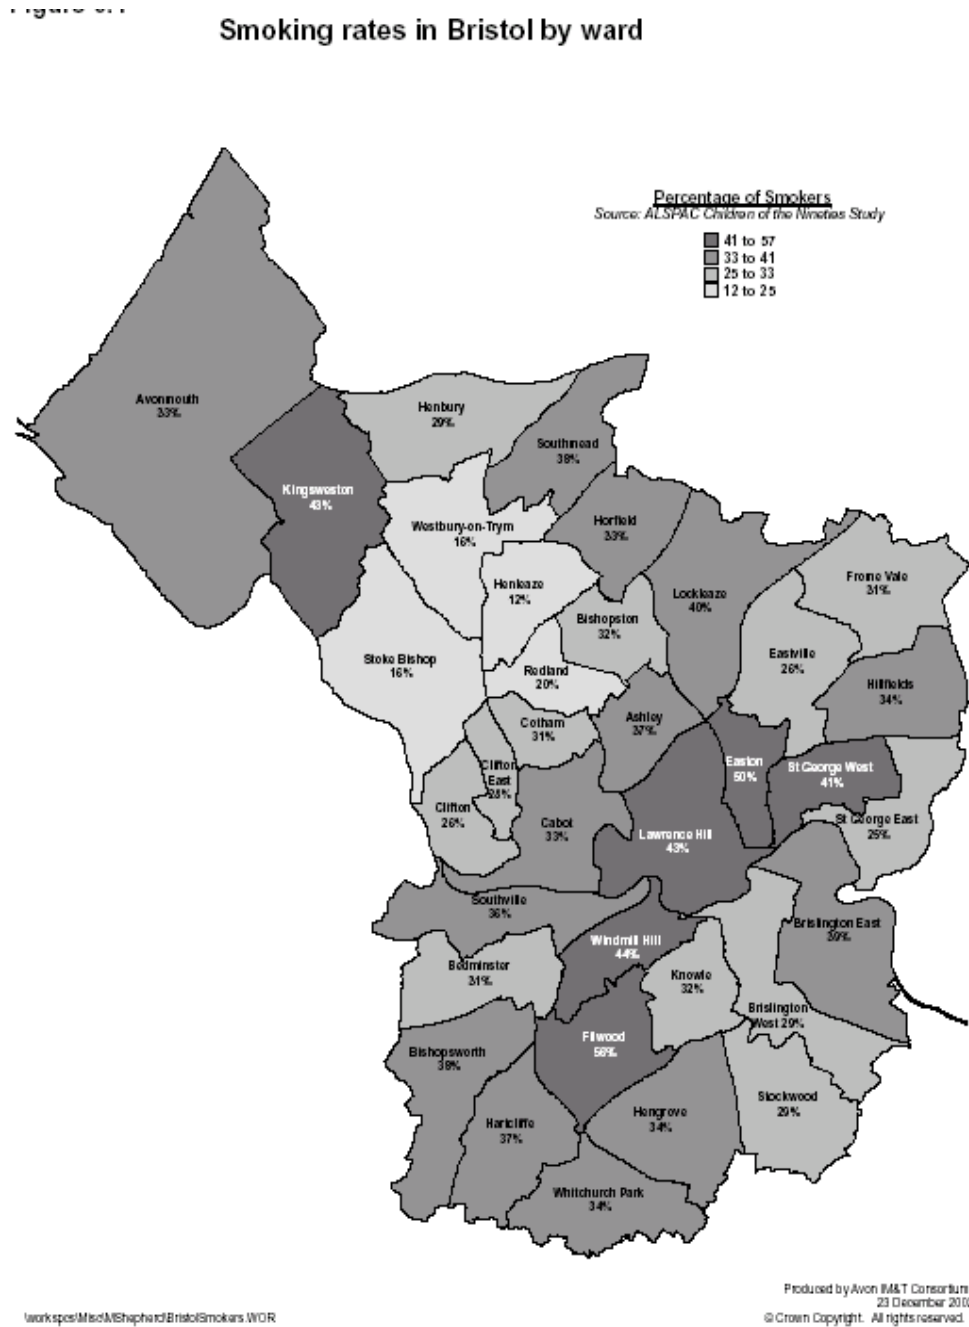 Smoking rates in Bristol by ward
Percentage of Smokers
Source: ALSPAC Children of the Nineties Study
41 to 57
33 to 41
25 to 33
12 to 25
Avonmouth
33%
Henbury
29%
Southmead
38%
Kingsweston
43%
Westbury-on-Trym
16%
Horfield
33%
Henleaze
12%
Lockleaze
40%
Frome Vale
31%
Bishopston
32%
Eastville
26%
Stoke Bishop
16%
Redland
20%
Hillfields
34%
Cotham
31%
Ashley
37%
Clifton
East
Easton
50%
St George West
41%
Clifton
26%
Cabot
33%
Lawrence Hill
43%
St George East
25%
Southville
36%
Brislington East
39%
Windmill Hill
44%
Bedminster
31%
Knowle
32%
Brislington
West 29%
Filwood
56%
Bishopsworth
38%
Stockwood
29%
Hartcliffe
37%
Hengrove
34%
Whitchurch Park
34%
Produced by Avon IM&T Consortium
23 December
\workspcs\Misc\MShepherd\BristolSmokers.WOR
© Crown Copyright. All rights reserved.